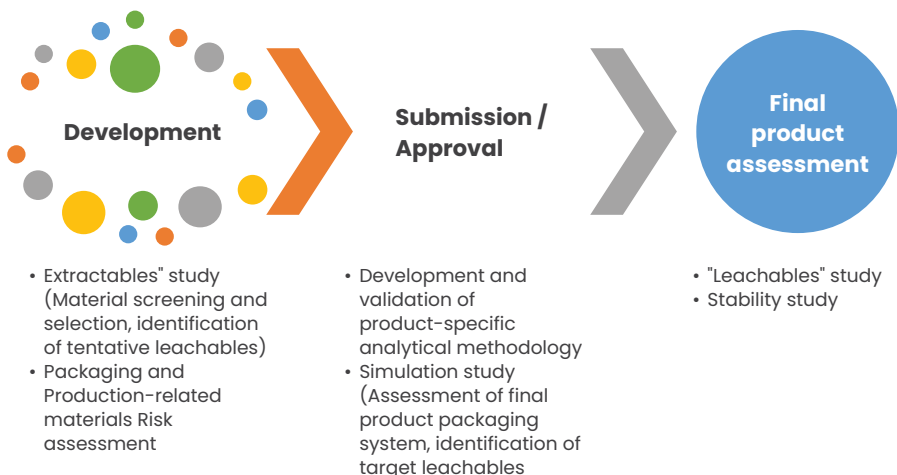 Development
Submission /
Approval
Final
product
assessment
• Extractables" study
(Material screening and
selection, identification
of tentative leachables)
• Packaging and
Production-related
materials Risk
assessment
• Development and
validation of
product-specific
analytical methodology
• Simulation study
(Assessment of final
product packaging
system, identification of
target leachables
• "Leachables" study
• Stability study